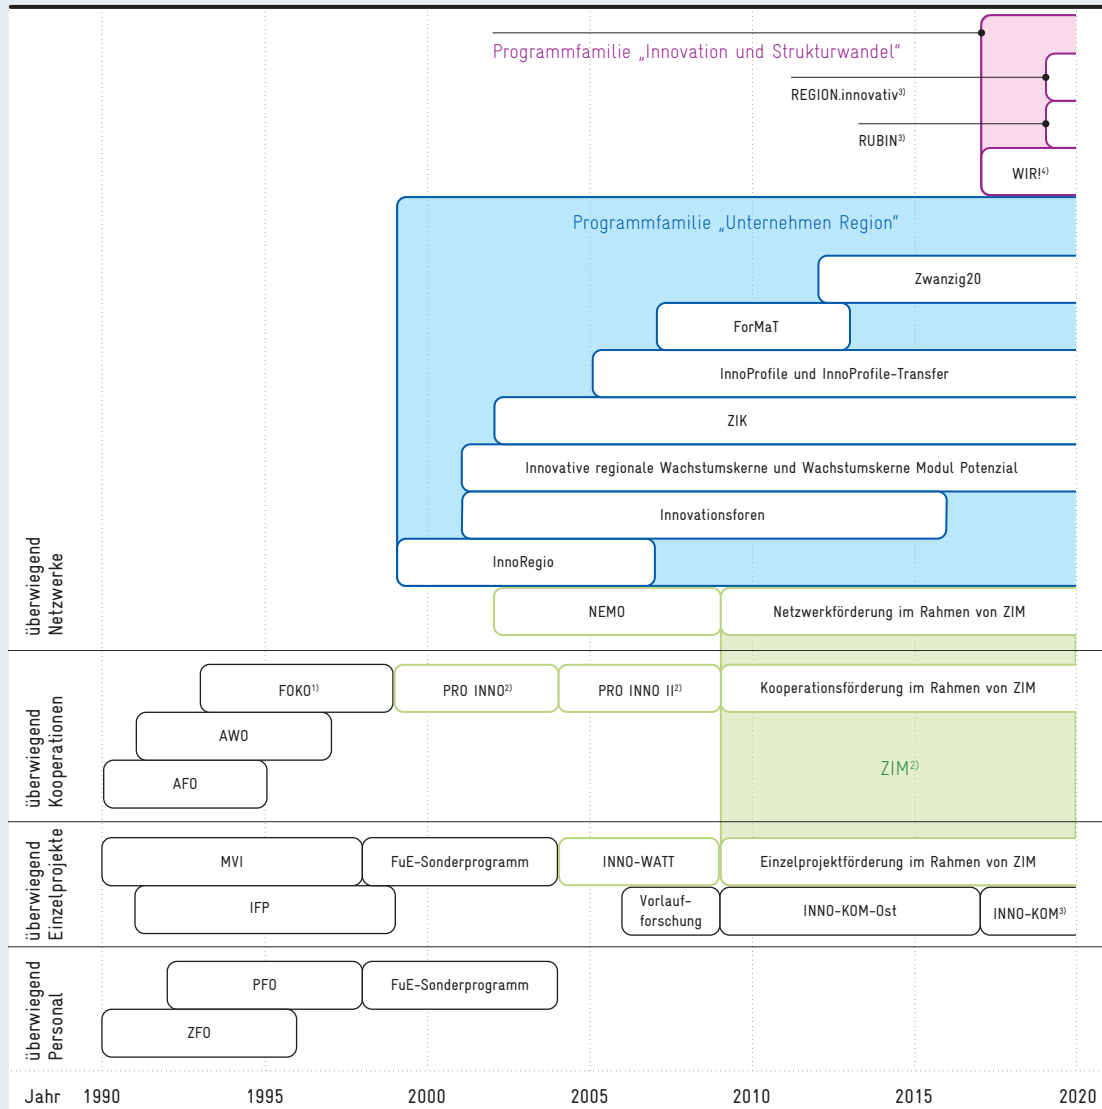 Programmfamilie „Innovation und Strukturwandel“
REGION.innovativ³⁾
RUBIN³⁾
WIR!⁴⁾
Programmfamilie „Unternehmen Region“
Zwanzig20
ForMaT
InnoProfile und InnoProfile-Transfer
ZIK
Innovative regionale Wachstumskerne und Wachstumskerne Modul Potenzial
Innovationsforen
InnoRegio
überwiegend
Netzwerke
NEMO
Netzwerkförderung im Rahmen von ZIM
überwiegend
Kooperationen
FOKO¹⁾
PRO INNO²⁾
PRO INNO II²⁾
Kooperationsförderung im Rahmen von ZIM
AWO
AFO
ZIM²⁾
überwiegend
Einzelprojekte
MVI
FuE-Sonderprogramm
INNO-WATT
Einzelprojektförderung im Rahmen von ZIM
IFP
Vorlauf-
forschung
INNO-KOM-Ost
INNO-KOM³⁾
überwiegend
Personal
PFO
FuE-Sonderprogramm
ZFO
Jahr 1990 1995 2000 2005 2010 2015 2020